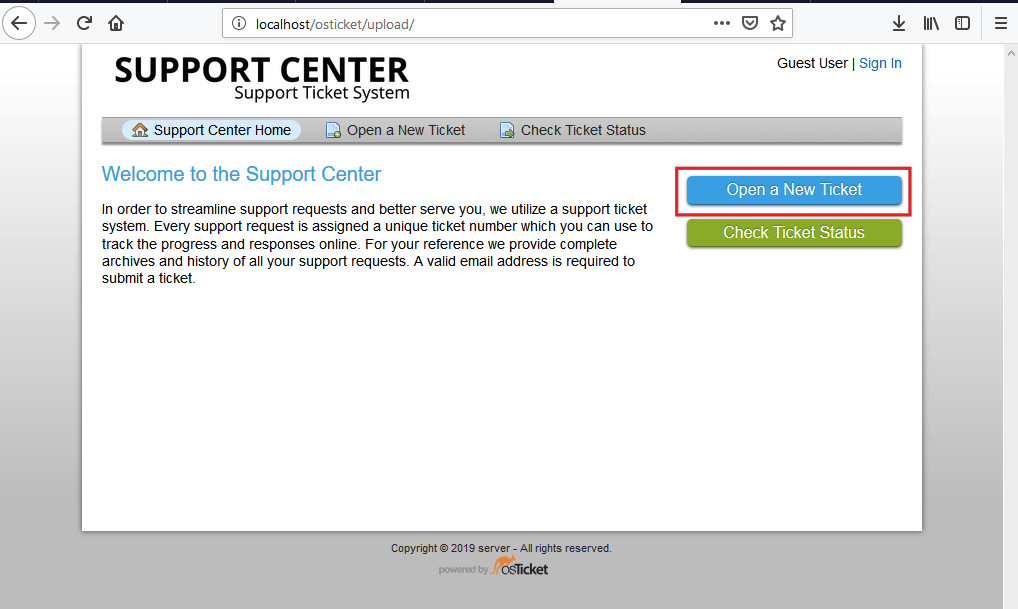 localhost/osticket/upload/
SUPPORT CENTER
Support Ticket System
Guest User | Sign In
Support Center Home
Open a New Ticket
Check Ticket Status
Welcome to the Support Center
In order to streamline support requests and better serve you, we utilize a support ticket
system. Every support request is assigned a unique ticket number which you can use to
track the progress and responses online. For your reference we provide complete
archives and history of all your support requests. A valid email address is required to
submit a ticket.
Open a New Ticket
Check Ticket Status
Copyright © 2019 server - All rights reserved.
powered by osTicket